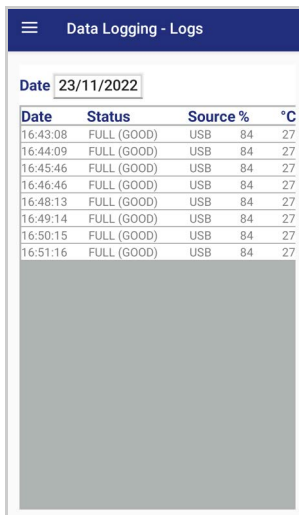 Data Logging - Logs
Date 23/11/2022
Date Status Source % °C
16:43:08 FULL (GOOD) USB 84 27
16:44:09 FULL (GOOD) USB 84 27
16:45:46 FULL (GOOD) USB 84 27
16:46:46 FULL (GOOD) USB 84 27
16:48:13 FULL (GOOD) USB 84 27
16:49:14 FULL (GOOD) USB 84 27
16:50:15 FULL (GOOD) USB 84 27
16:51:16 FULL (GOOD) USB 84 27